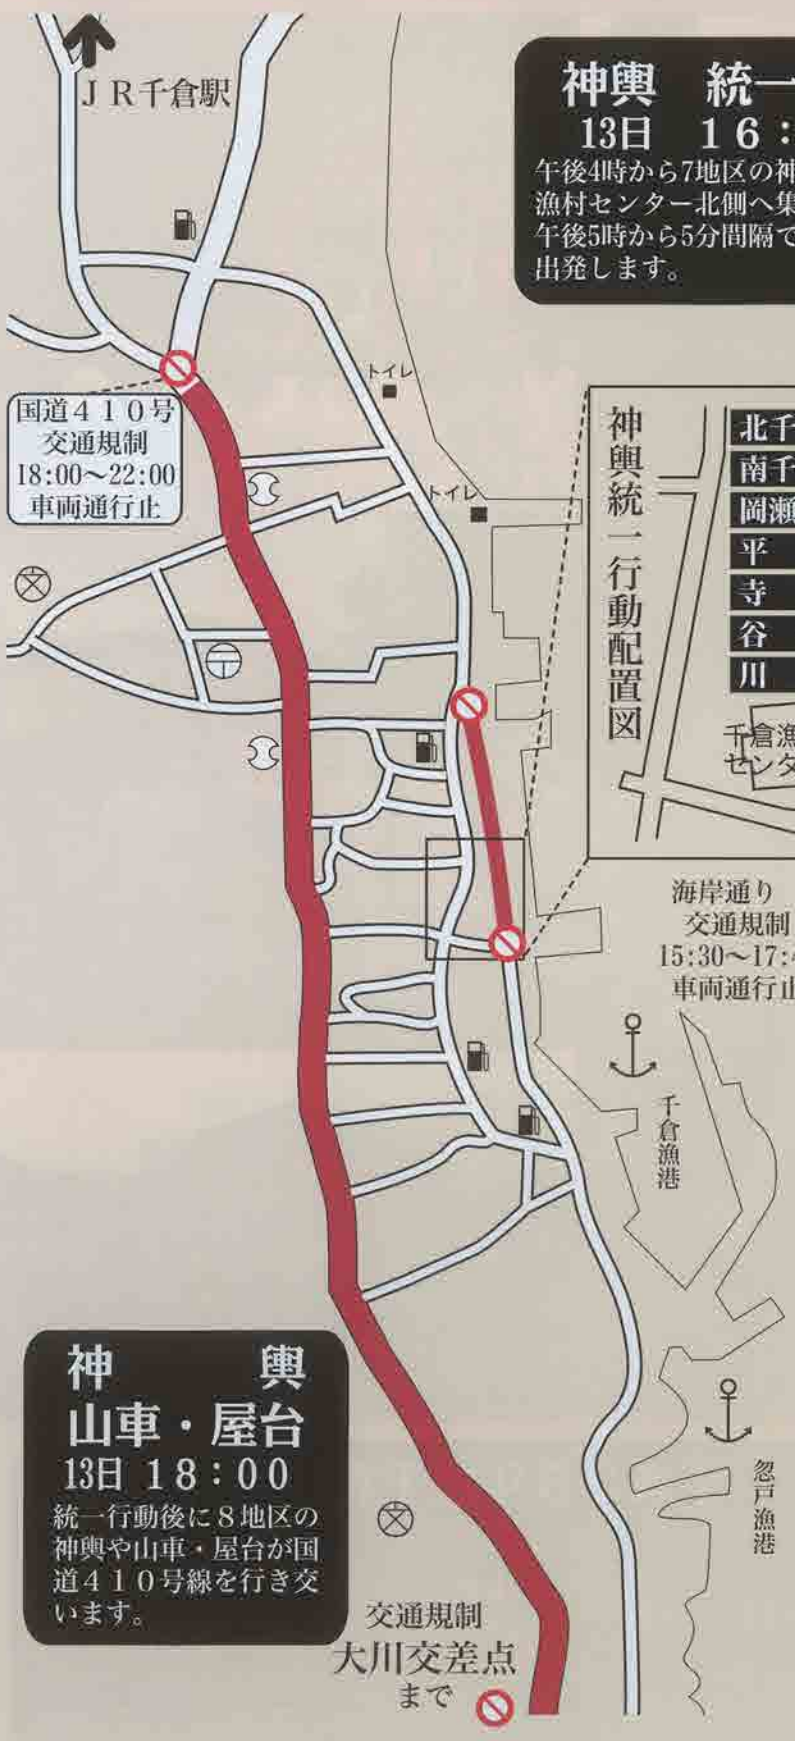 JR千倉駅
神輿 統一
13日 16:
午後4時から7地区の神
漁村センター北側へ集
午後5時から5分間隔で
出発します。
国道410号
交通規制
18:00〜22:00
車両通行止
トイレ
トイレ
神輿統一行動配置図
北千
南千
岡瀬
平
寺
谷
川
千倉漁
センタ
海岸通り
交通規制
15:30〜17:4
車両通行止
千倉漁港
忽戸漁港
神輿
山車・屋台
13日 18:00
統一行動後に8地区の
神輿や山車・屋台が国
道410号線を行き交
います。
交通規制
大川交差点
まで